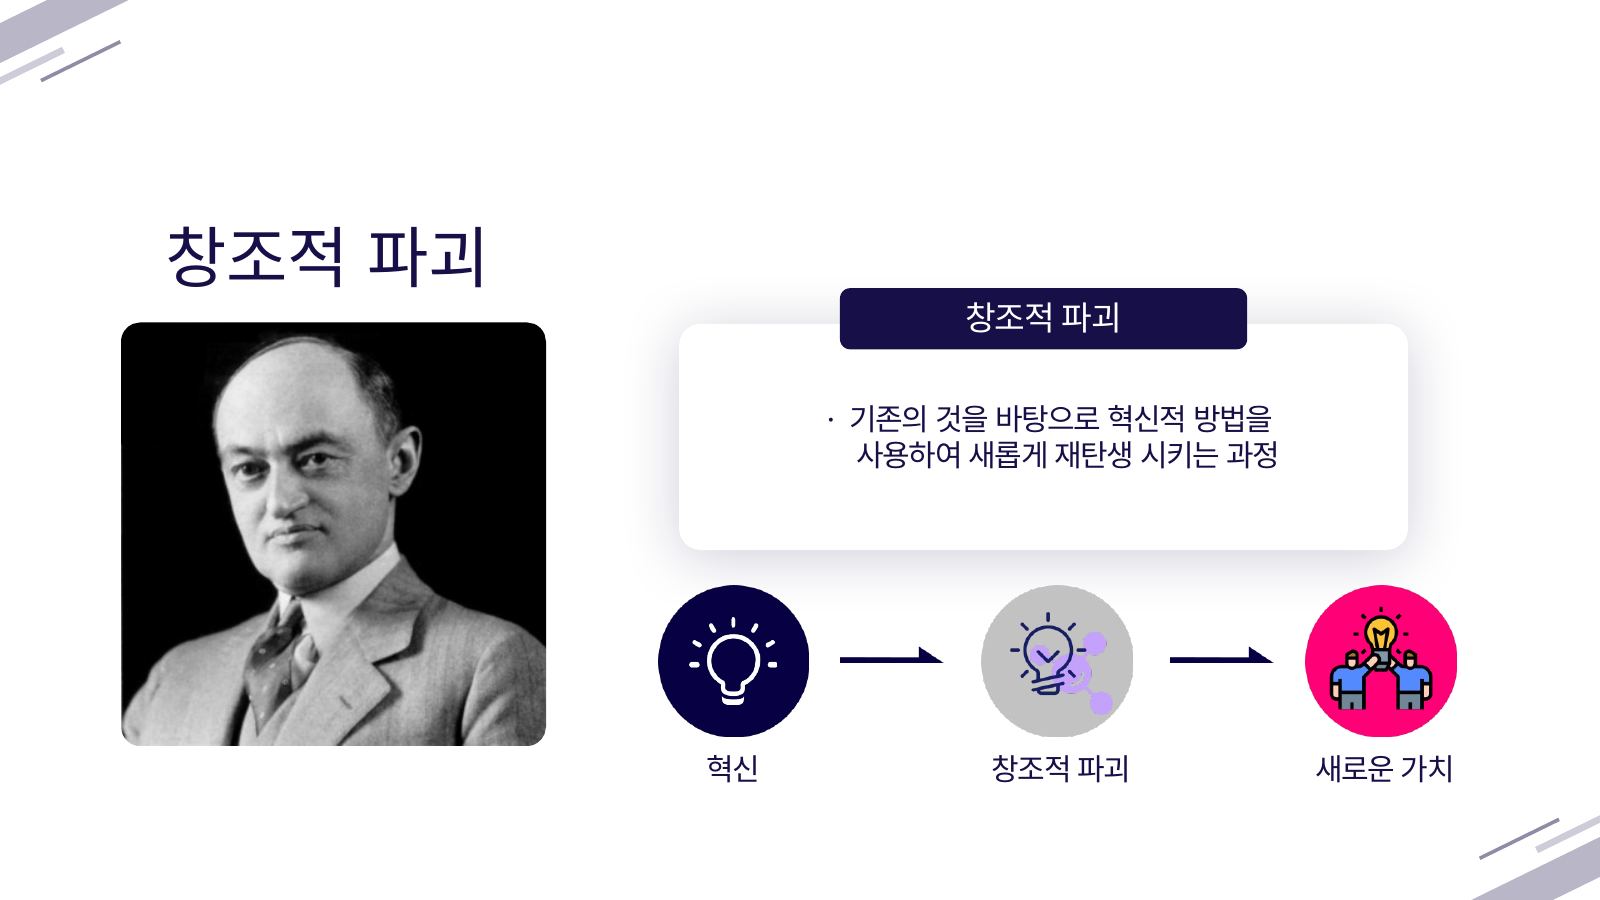 창조적 파괴
창조적 파괴
· 기존의 것을 바탕으로 혁신적 방법을
사용하여 새롭게 재탄생 시키는 과정
혁신
창조적 파괴
새로운 가치